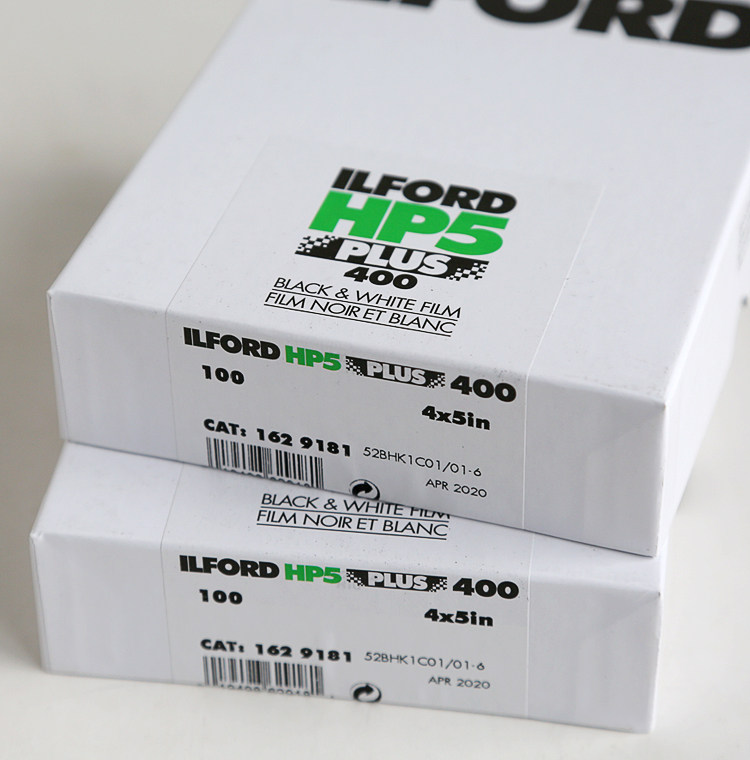 ILFORD
ILFORD
HP5
PLUS
400
BLACK & WHITE FILM
FILM NOIR ET BLANC
ILFORD HP5 PLUS 400
100
4x5in
CAT: 162 9181 52BHK1C01/01-6
APR 2020
BLACK & WHITE FILM
FILM NOIR ET BLANC
ILFORD HP5 PLUS 400
100
4x5in
CAT: 162 9181 52BHK1C01/01-6
APR 2020